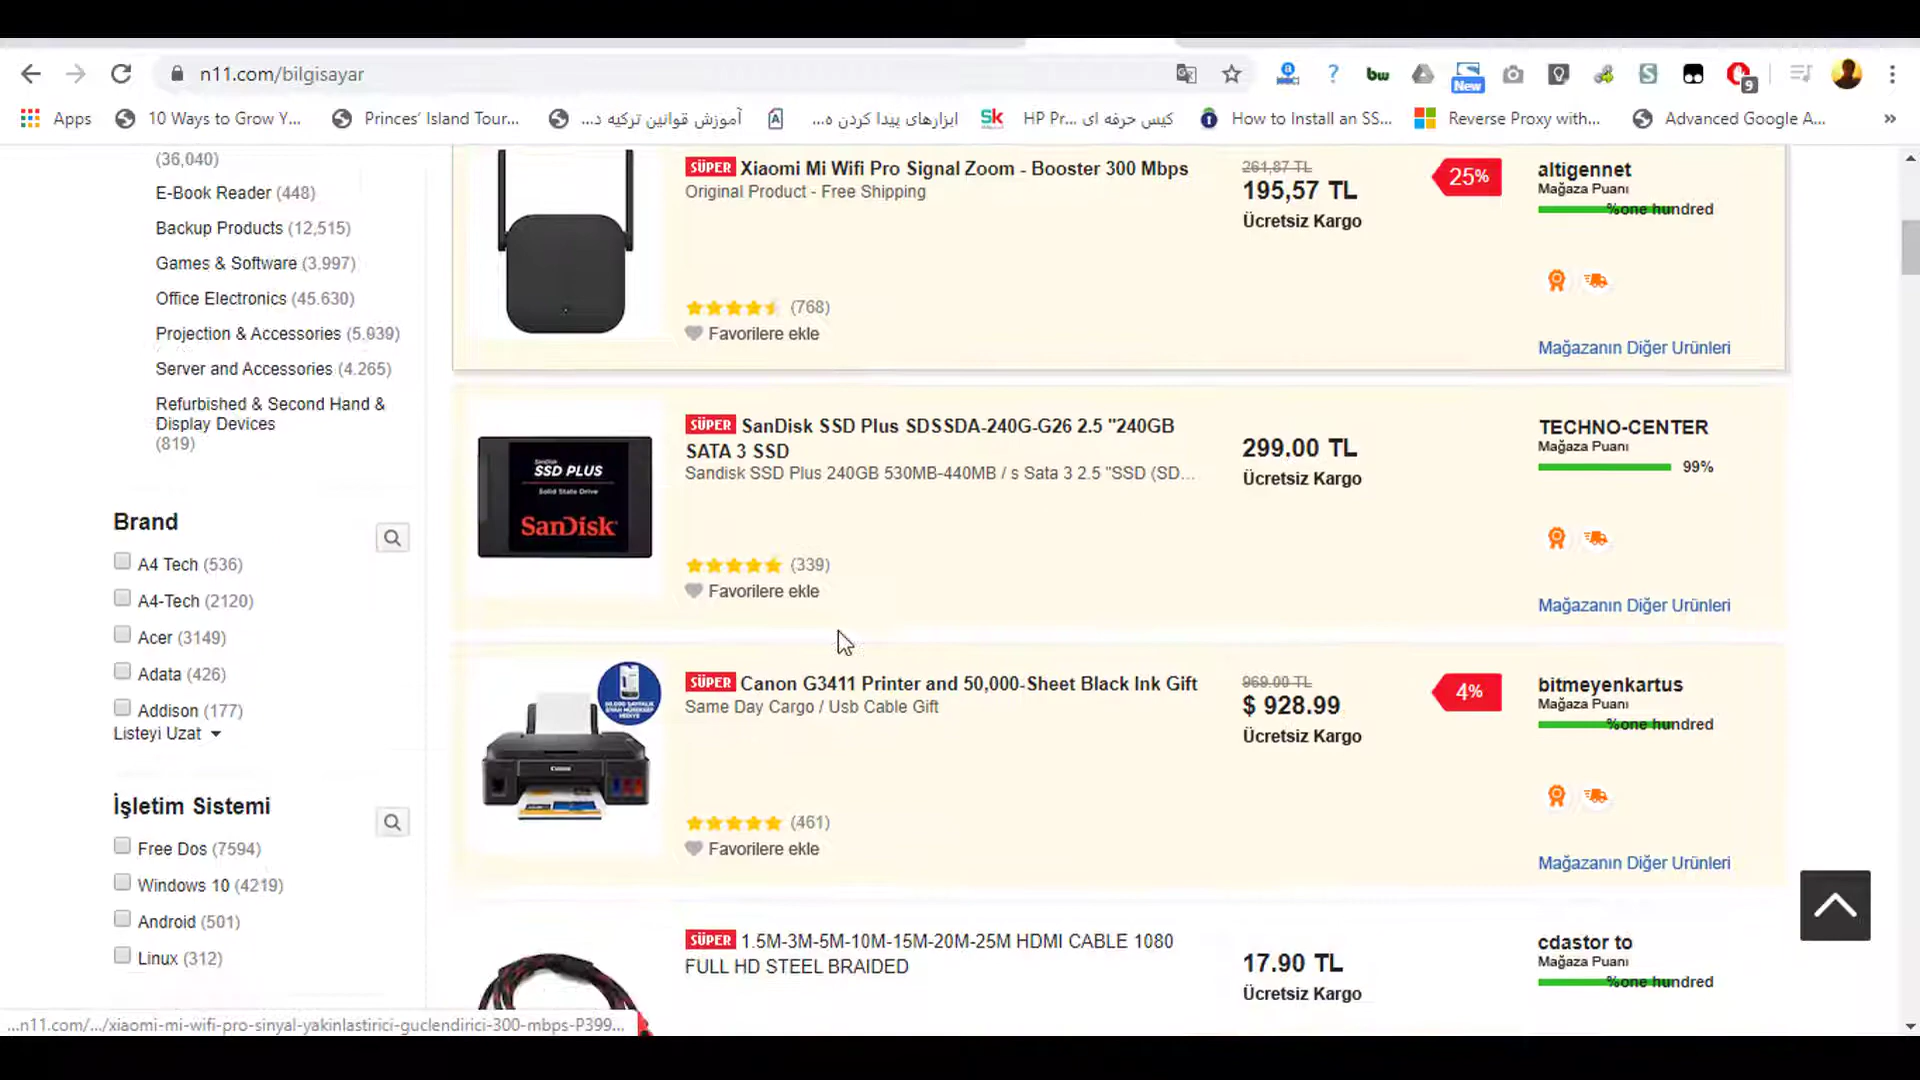 n11.com/bilgisayar
New
9
Apps
10 Ways to Grow Y...
Princes' Island Tour...
آموزش قوانین ترکیه د...
ابزارهای پیدا کردن ه...
HP Pr... کیس حرفه ای
How to Install an SS...
Reverse Proxy with...
Advanced Google A...
»
(36,040)
E-Book Reader (448)
Backup Products (12,515)
Games & Software (3.997)
Office Electronics (45.630)
Projection & Accessories (5.939)
Server and Accessories (4.265)
Refurbished & Second Hand &
Display Devices
(819)
Brand
A4 Tech (536)
A4-Tech (2120)
Acer (3149)
Adata (426)
Addison (177)
Listeyi Uzat
İşletim Sistemi
Free Dos (7594)
Windows 10 (4219)
Android (501)
Linux (312)
SÜPER Xiaomi Mi Wifi Pro Signal Zoom - Booster 300 Mbps
Original Product - Free Shipping
(768)
Favorilere ekle
261,87 TL
195,57 TL
Ücretsiz Kargo
25%
altigennet
Mağaza Puanı
%one hundred
Mağazanın Diğer Ürünleri
SanDisk
SSD PLUS
Solid State Drive
SanDisk
SÜPER SanDisk SSD Plus SDSSDA-240G-G26 2.5 "240GB
SATA 3 SSD
Sandisk SSD Plus 240GB 530MB-440MB / s Sata 3 2.5 "SSD (SD...
(339)
Favorilere ekle
299.00 TL
Ücretsiz Kargo
TECHNO-CENTER
Mağaza Puanı
99%
Mağazanın Diğer Ürünleri
Canon
SÜPER Canon G3411 Printer and 50,000-Sheet Black Ink Gift
Same Day Cargo / Usb Cable Gift
(461)
Favorilere ekle
969.00 TL
$ 928.99
Ücretsiz Kargo
4%
bitmeyenkartus
Mağaza Puanı
%one hundred
Mağazanın Diğer Ürünleri
SÜPER 1.5M-3M-5M-10M-15M-20M-25M HDMI CABLE 1080
FULL HD STEEL BRAIDED
17.90 TL
Ücretsiz Kargo
cdastor to
Mağaza Puanı
%one hundred
...n11.com/.../xiaomi-mi-wifi-pro-sinyal-yakinlastirici-guclendirici-300-mbps-P399...